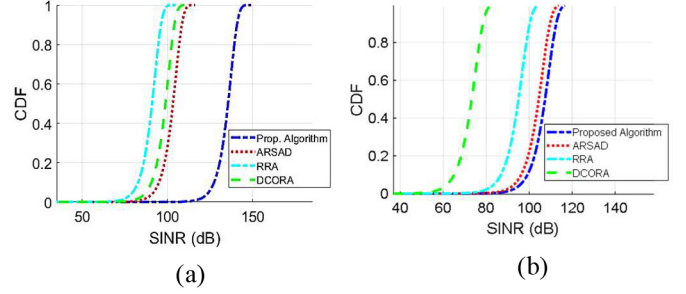 1
0.8
0.6
0.4
0.2
0
CDF
50
100
150
SINR (dB)
Prop. Algorithm
ARSAD
RRA
DCORA
(a)
1
0.8
0.6
0.4
0.2
0
CDF
40
60
80
100
120
140
SINR (dB)
Proposed Algorithm
ARSAD
RRA
DCORA
(b)